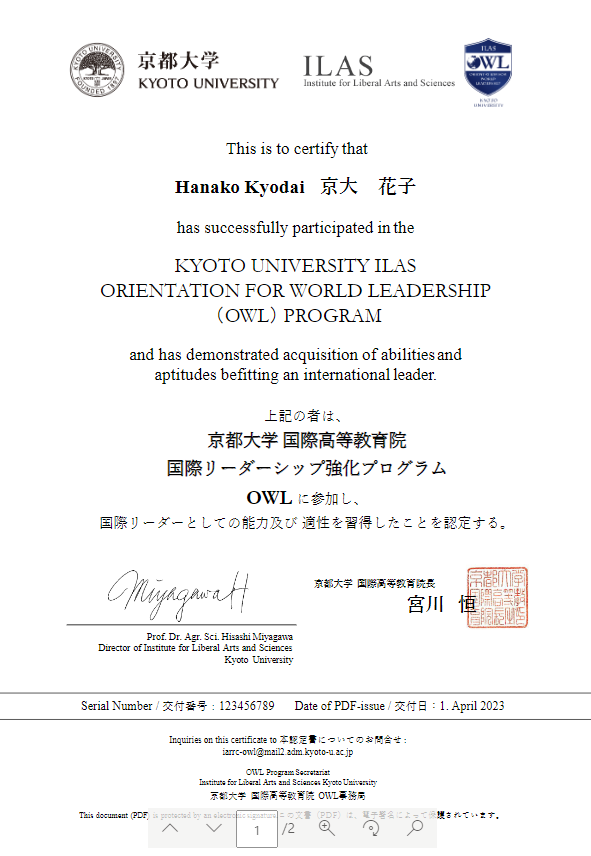 京都大学
KYOTO UNIVERSITY
ILAS
Institute for Liberal Arts and Sciences
KYOTO UNIVERSITY
FOUNDED 1897
ILAS
OWL
ORIENTATION FOR
WORLD
LEADERSHIP
KYOTO
UNIVERSITY
This is to certify that
Hanako Kyodai 京大 花子
has successfully participated in the
KYOTO UNIVERSITY ILAS
ORIENTATION FOR WORLD LEADERSHIP
（OWL）PROGRAM
and has demonstrated acquisition of abilities and
aptitudes befitting an international leader.
上記の者は、
京都大学 国際高等教育院
国際リーダーシップ強化プログラム
OWL に参加し、
国際リーダーとしての能力及び 適性を習得したことを認定する。
Miyagawa H
京都大学 国際高等教育院長
宮川 恒
Prof. Dr. Agr. Sci. Hisashi Miyagawa
Director of Institute for Liberal Arts and Sciences
Kyoto University
Serial Number / 交付番号 : 123456789 Date of PDF-issue / 交付日：1. April 2023
Inquiries on this certificate to 本認定書についてのお問合せ :
iarrc-owl@mail2.adm.kyoto-u.ac.jp
OWL Program Secretariat
Institute for Liberal Arts and Sciences Kyoto University
京都大学 国際高等教育院 OWL事務局
This document (PDF) is protected by an electronic signature この文書（PDF）は、電子署名によって保護されています。
1 /2